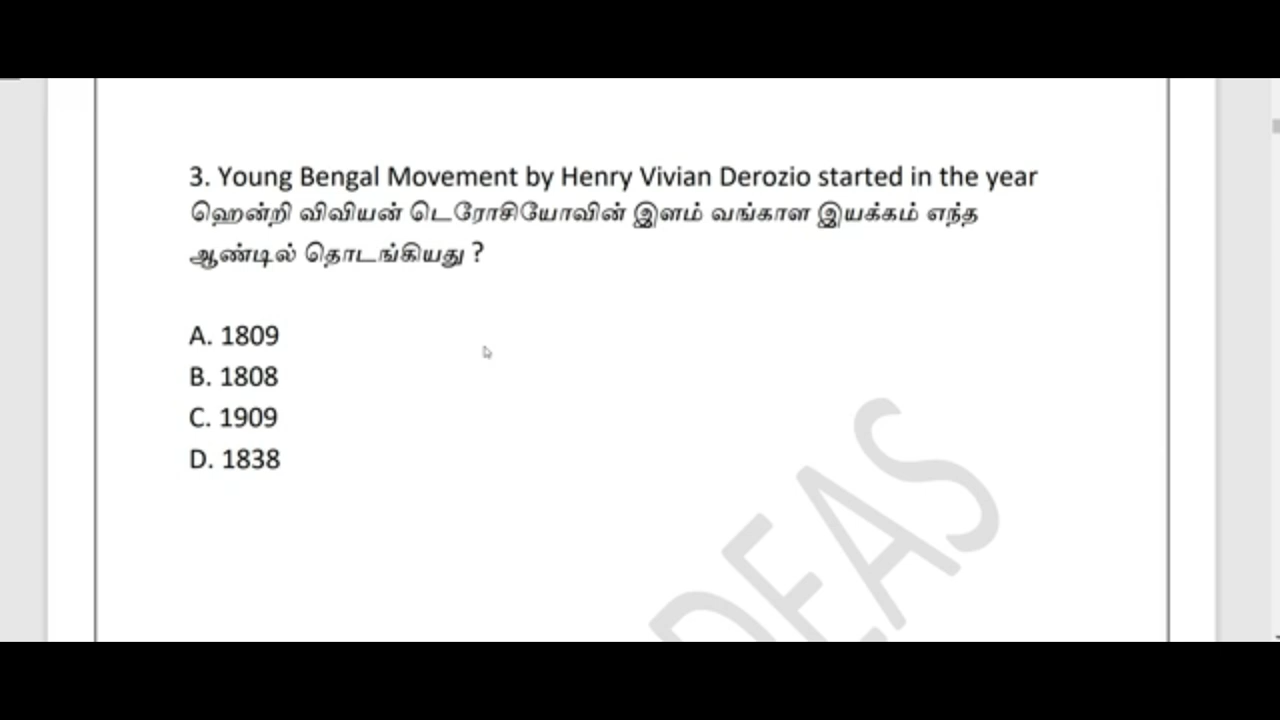 3. Young Bengal Movement by Henry Vivian Derozio started in the year
ஹென்றி விவியன் டெரோசியோவின் இளம் வங்காள இயக்கம் எந்த
ஆண்டில் தொடங்கியது ?
A. 1809
B. 1808
C. 1909
D. 1838